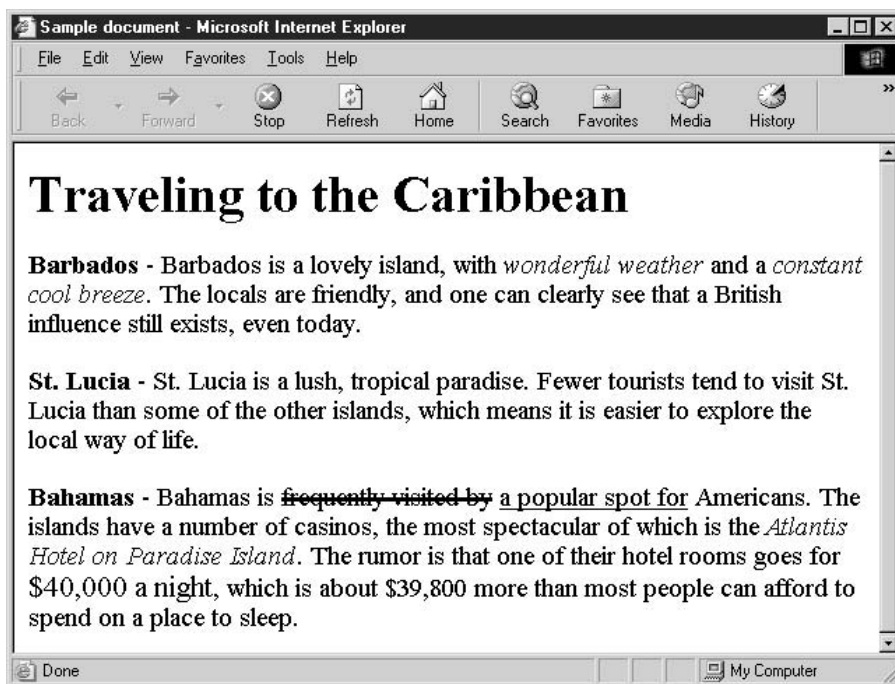 Sample document - Microsoft Internet Explorer
File Edit View Favorites Tools Help
Back Forward Stop Refresh Home Search Favorites Media History »
Traveling to the Caribbean
Barbados - Barbados is a lovely island, with wonderful weather and a constant
cool breeze. The locals are friendly, and one can clearly see that a British
influence still exists, even today.
St. Lucia - St. Lucia is a lush, tropical paradise. Fewer tourists tend to visit St.
Lucia than some of the other islands, which means it is easier to explore the
local way of life.
Bahamas - Bahamas is frequently visited by a popular spot for Americans. The
islands have a number of casinos, the most spectacular of which is the Atlantis
Hotel on Paradise Island. The rumor is that one of their hotel rooms goes for
$40,000 a night, which is about $39,800 more than most people can afford to
spend on a place to sleep.
Done My Computer